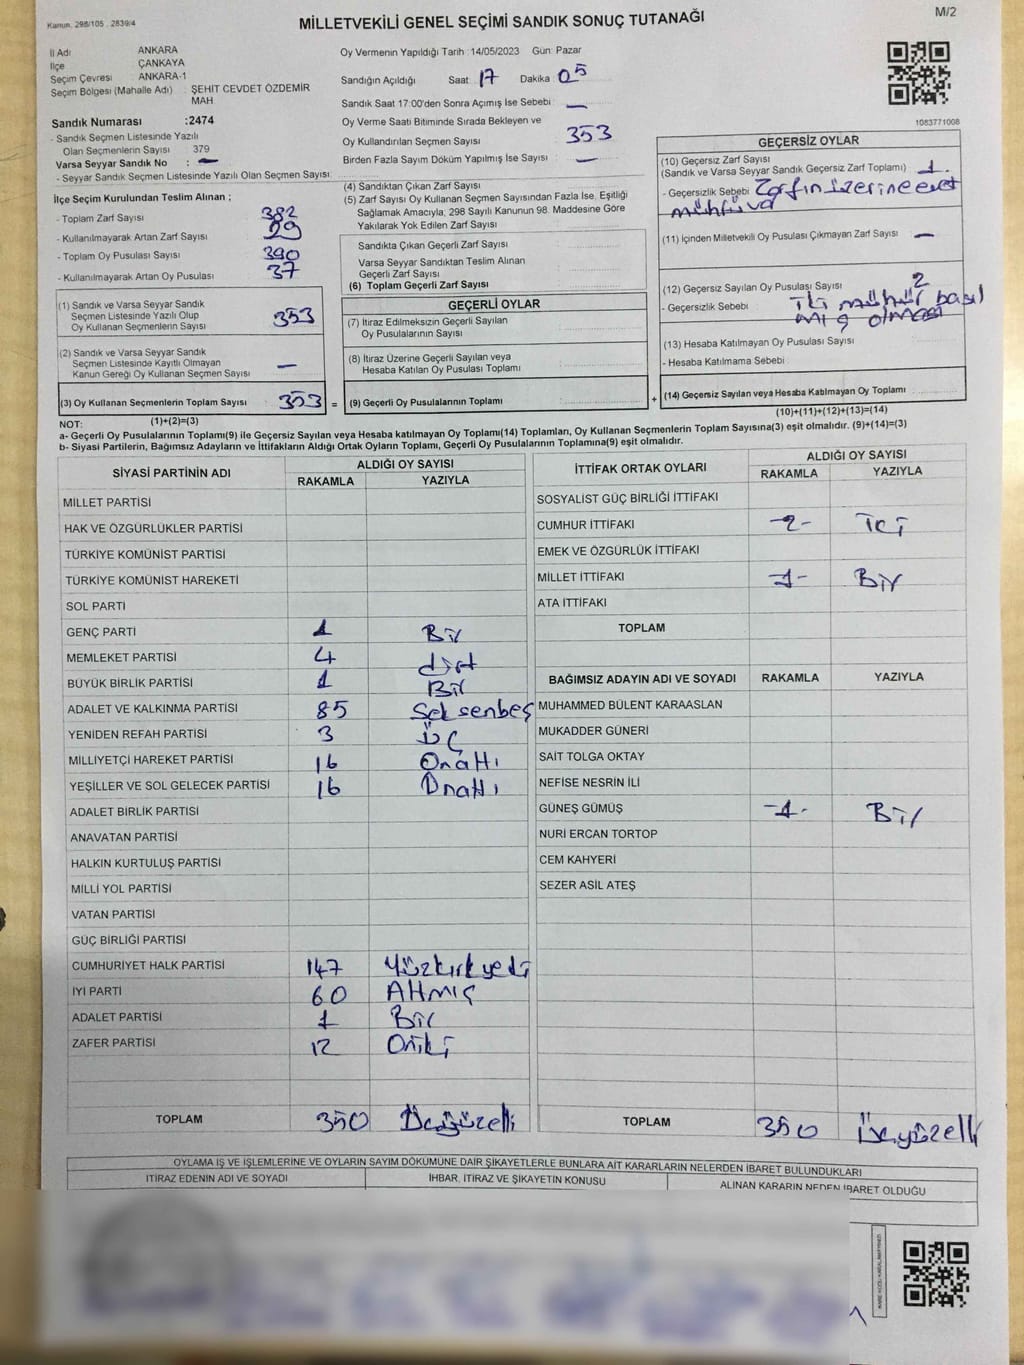 Kanun, 298/105 , 2839/4
MİLLETVEKİLİ GENEL SEÇİMİ SANDIK SONUÇ TUTANAĞI
M/2
İl Adı ANKARA
İlçe ÇANKAYA
Seçim Çevresi : ANKARA-1
Seçim Bölgesi (Mahalle Adı) : ŞEHİT CEVDET ÖZDEMİR MAH
Sandık Numarası :2474
- Sandık Seçmen Listesinde Yazılı
Olan Seçmenlerin Sayısı 379
Varsa Seyyar Sandık No : —
- Seyyar Sandık Seçmen Listesinde Yazılı Olan Seçmen Sayısı:
İlçe Seçim Kurulundan Teslim Alınan ;
- Toplam Zarf Sayısı 382
- Kullanılmayarak Artan Zarf Sayısı 29
- Toplam Oy Pusulası Sayısı 390
- Kullanılmayarak Artan Oy Pusulası 37
(1) Sandık ve Varsa Seyyar Sandık
Seçmen Listesinde Yazılı Olup
Oy Kullanan Seçmenlerin Sayısı 353
(2) Sandık ve Varsa Seyyar Sandık
Seçmen Listesinde Kayıtlı Olmayan
Kanun Gereği Oy Kullanan Seçmen Sayısı —
(3) Oy Kullanan Seçmenlerin Toplam Sayısı : 353 =
Oy Vermenin Yapıldığı Tarih :14/05/2023 Gün: Pazar
Sandığın Açıldığı Saat 17 Dakika 05
Sandık Saat 17:00'den Sonra Açımış İse Sebebi : —
Oy Verme Saati Bitiminde Sırada Bekleyen ve
Oy Kullandırılan Seçmen Sayısı : 353
Birden Fazla Sayım Döküm Yapılmış İse Sayısı : —
(4) Sandıktan Çıkan Zarf Sayısı
(5) Zarf Sayısı Oy Kullanan Seçmen Sayısından Fazla İse, Eşitliği
Sağlamak Amacıyla; 298 Sayılı Kanunun 98. Maddesine Göre
Yakılarak Yok Edilen Zarf Sayısı :
Sandıkta Çıkan Geçerli Zarf Sayısı :
Varsa Seyyar Sandıktan Teslim Alınan
Geçerli Zarf Sayısı :
(6) Toplam Geçerli Zarf Sayısı
GEÇERLİ OYLAR
(7) İtiraz Edilmeksizin Geçerli Sayılan
Oy Pusulalarının Sayısı :
(8) İtiraz Üzerine Geçerli Sayılan veya
Hesaba Katılan Oy Pusulası Toplamı :
(9) Geçerli Oy Pusulalarının Toplamı : +
1083771008
GEÇERSİZ OYLAR
(10) Geçersiz Zarf Sayısı
(Sandık ve Varsa Seyyar Sandık Geçersiz Zarf Toplamı) : 1.
- Geçersizlik Sebebi : Zarfın üzerine evet
(11) İçinden Milletvekili Oy Pusulası Çıkmayan Zarf Sayısı : —
(12) Geçersiz Sayılan Oy Pusulası Sayısı : 2
- Geçersizlik Sebebi : iki mühür basıl
mış olması
(13) Hesaba Katılmayan Oy Pusulası Sayısı :
- Hesaba Katılmama Sebebi :
(14) Geçersiz Sayılan veya Hesaba Katılmayan Oy Toplamı :
NOT: (1)+(2)=(3) (10)+(11)+(12)+(13)=(14)
a- Geçerli Oy Pusulalarının Toplamı(9) ile Geçersiz Sayılan veya Hesaba katılmayan Oy Toplamı(14) Toplamları, Oy Kullanan Seçmenlerin Toplam Sayısına(3) eşit olmalıdır. (9)+(14)=(3)
b- Siyasi Partilerin, Bağımsız Adayların ve İttifakların Aldığı Ortak Oyların Toplamı, Geçerli Oy Pusulalarının Toplamına(9) eşit olmalıdır.
SİYASİ PARTİNİN ADI ALDIĞI OY SAYISI
RAKAMLA YAZIYLA
MİLLET PARTİSİ
HAK VE ÖZGÜRLÜKLER PARTİSİ
TÜRKİYE KOMÜNİST PARTİSİ
TÜRKİYE KOMÜNİST HAREKETİ
SOL PARTİ
GENÇ PARTİ 1 Bir
MEMLEKET PARTİSİ 4 dört
BÜYÜK BİRLİK PARTİSİ 1 Bir
ADALET VE KALKINMA PARTİSİ 85 Seksenbeş
YENİDEN REFAH PARTİSİ 3 Üç
MİLLİYETÇİ HAREKET PARTİSİ 16 Onaltı
YEŞİLLER VE SOL GELECEK PARTİSİ 16 Onaltı
ADALET BİRLİK PARTİSİ
ANAVATAN PARTİSİ
HALKIN KURTULUŞ PARTİSİ
MİLLİ YOL PARTİSİ
VATAN PARTİSİ
GÜÇ BİRLİĞİ PARTİSİ
CUMHURİYET HALK PARTİSİ 147 Yüzkırkyedi
İYİ PARTİ 60 Altmış
ADALET PARTİSİ 1 Bir
ZAFER PARTİSİ 12 Oniki
TOPLAM 350 Üçyüzelli
İTTİFAK ORTAK OYLARI ALDIĞI OY SAYISI
RAKAMLA YAZIYLA
SOSYALİST GÜÇ BİRLİĞİ İTTİFAKI
CUMHUR İTTİFAKI -2- İki
EMEK VE ÖZGÜRLÜK İTTİFAKI
MİLLET İTTİFAKI -1- Bir
ATA İTTİFAKI
TOPLAM
BAĞIMSIZ ADAYIN ADI VE SOYADI RAKAMLA YAZIYLA
MUHAMMED BÜLENT KARAASLAN
MUKADDER GÜNERİ
SAİT TOLGA OKTAY
NEFİSE NESRİN İLİ
GÜNEŞ GÜMÜŞ -1- Bir
NURİ ERCAN TORTOP
CEM KAHYERİ
SEZER ASİL ATEŞ
TOPLAM 350 Üçyüzelli
OYLAMA İŞ VE İŞLEMLERİNE VE OYLARIN SAYIM DÖKÜMÜNE DAİR ŞİKAYETLERLE BUNLARA AİT KARARLARIN NELERDEN İBARET BULUNDUKLARI
İTİRAZ EDENİN ADI VE SOYADI İHBAR, İTİRAZ VE ŞİKAYETİN KONUSU ALINAN KARARIN NEDEN İBARET OLDUĞU